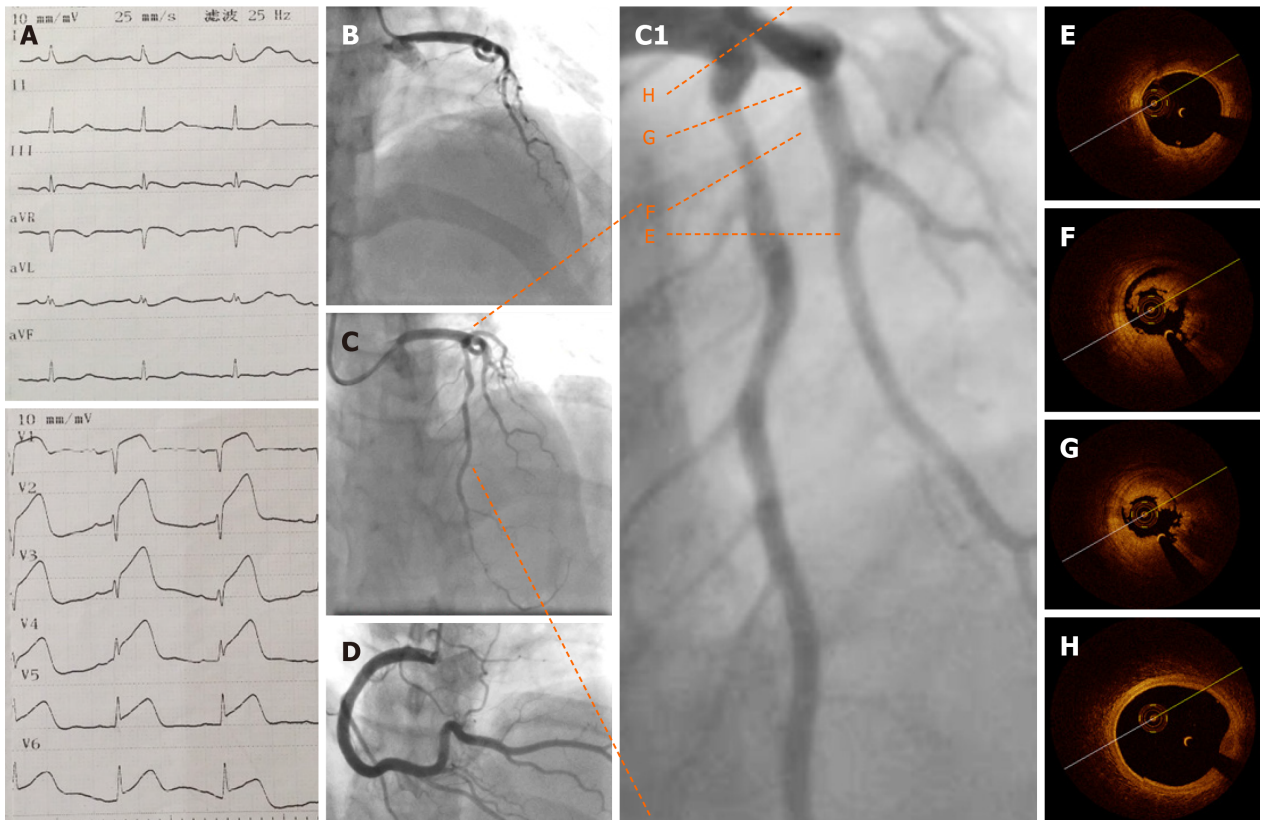 10 mm/mV 25 mm/s 滤波 25 Hz
A
I
II
III
aVR
aVL
aVF
10 mm/mV
V1
V2
V3
V4
V5
V6
B
C
D
C1
H
G
F
E
E
F
G
H